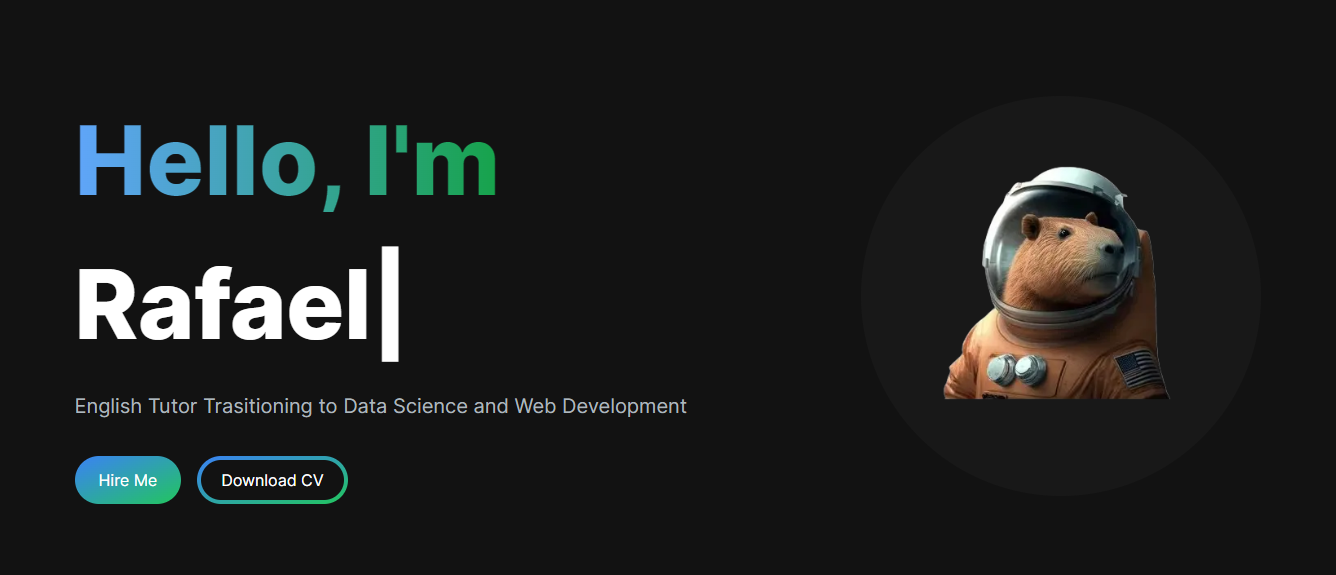 Hello, I'm
Rafael
English Tutor Trasitioning to Data Science and Web Development
Hire Me
Download CV